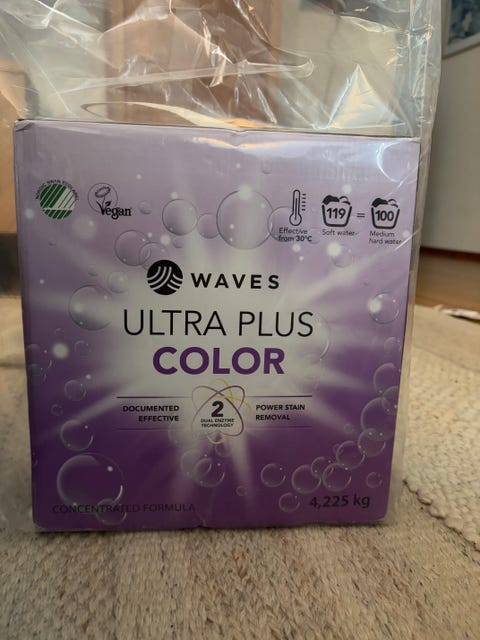 Vegan
119
=
100
Effective
from 30°C
Soft water
Medium
hard water
WAVES
ULTRA PLUS
COLOR
DOCUMENTED
EFFECTIVE
2
DUAL ENZYME
TECHNOLOGY
POWER STAIN
REMOVAL
CONCENTRATED FORMULA
4,225 kg